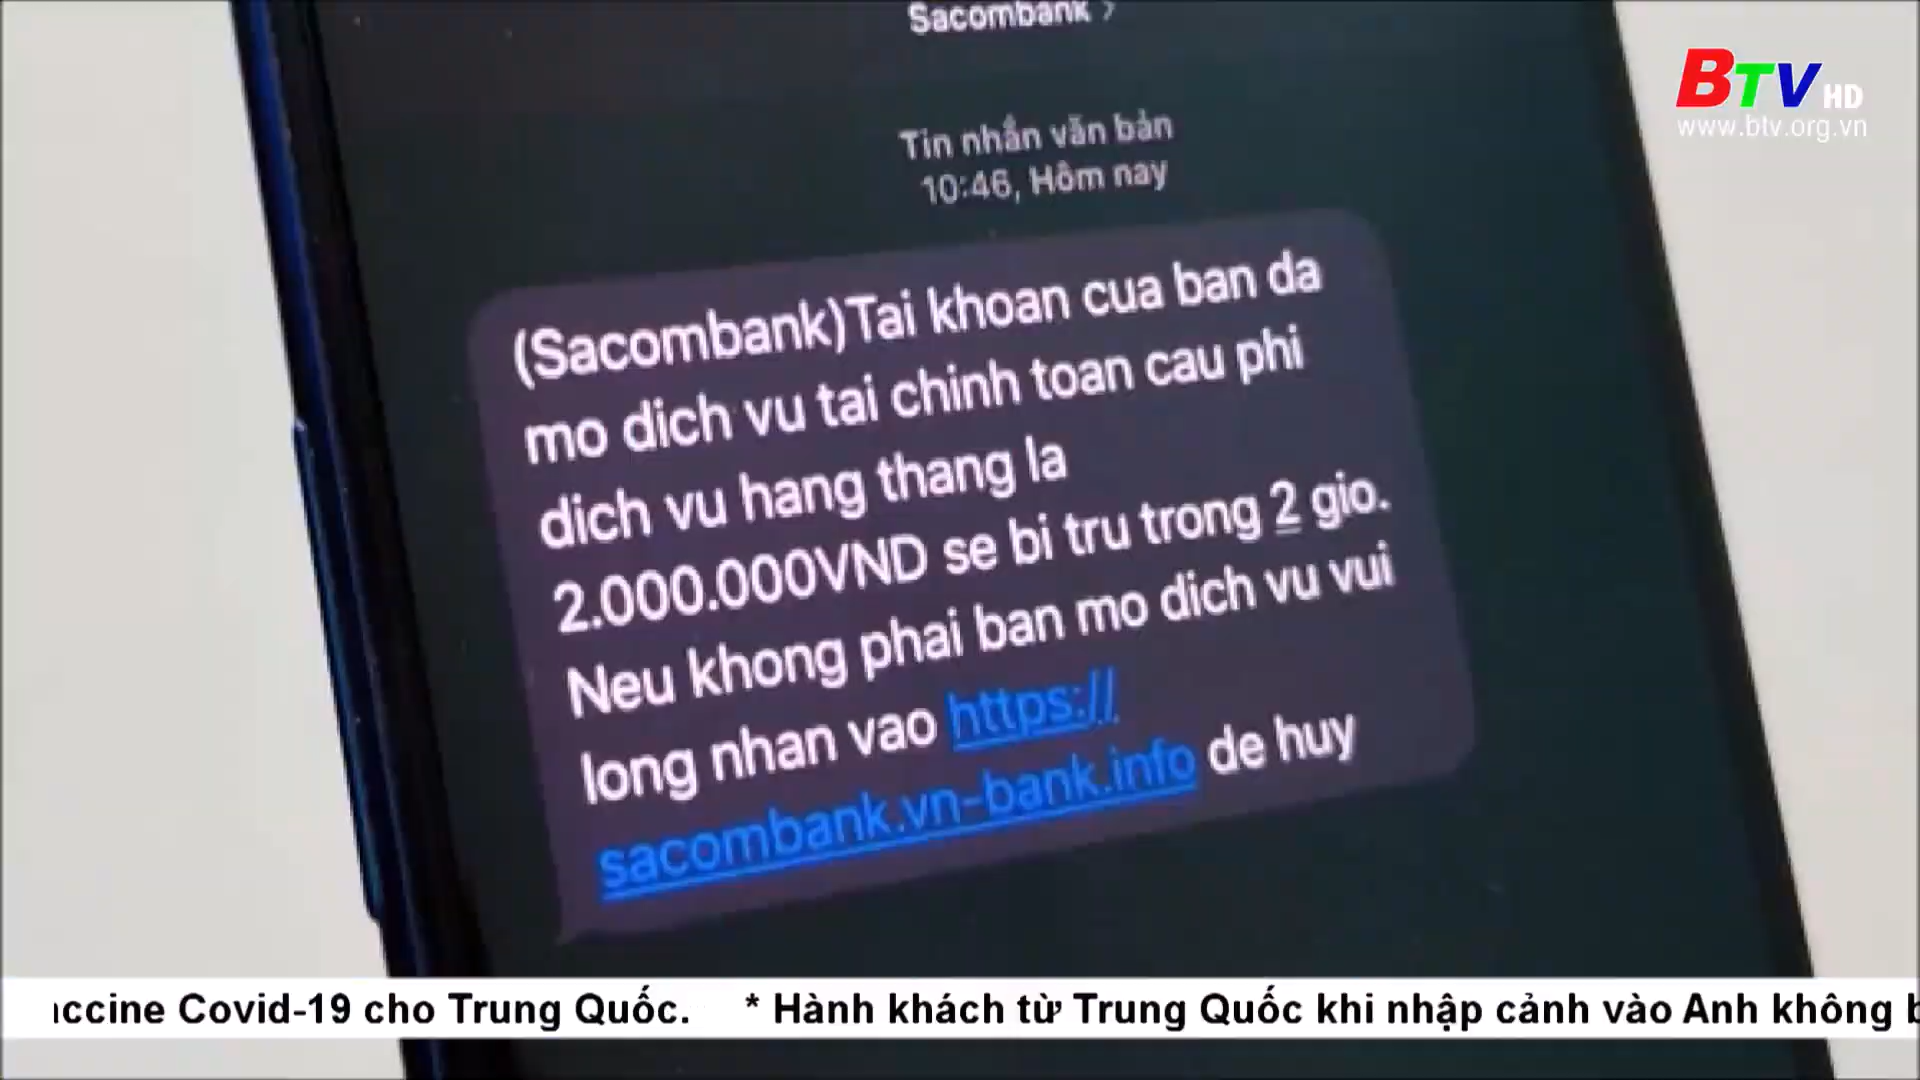 Sacombank >
BTV HD
www.btv.org.vn
Tin nhắn văn bản
10:46, Hôm nay
(Sacombank)Tai khoan cua ban da
mo dich vu tai chinh toan cau phi
dich vu hang thang la
2.000.000VND se bi tru trong 2 gio.
Neu khong phai ban mo dich vu vui
long nhan vao https://
sacombank.vn-bank.info de huy
Covid-19 cho Trung Quốc. * Hành khách từ Trung Quốc khi nhập cảnh vào Anh không